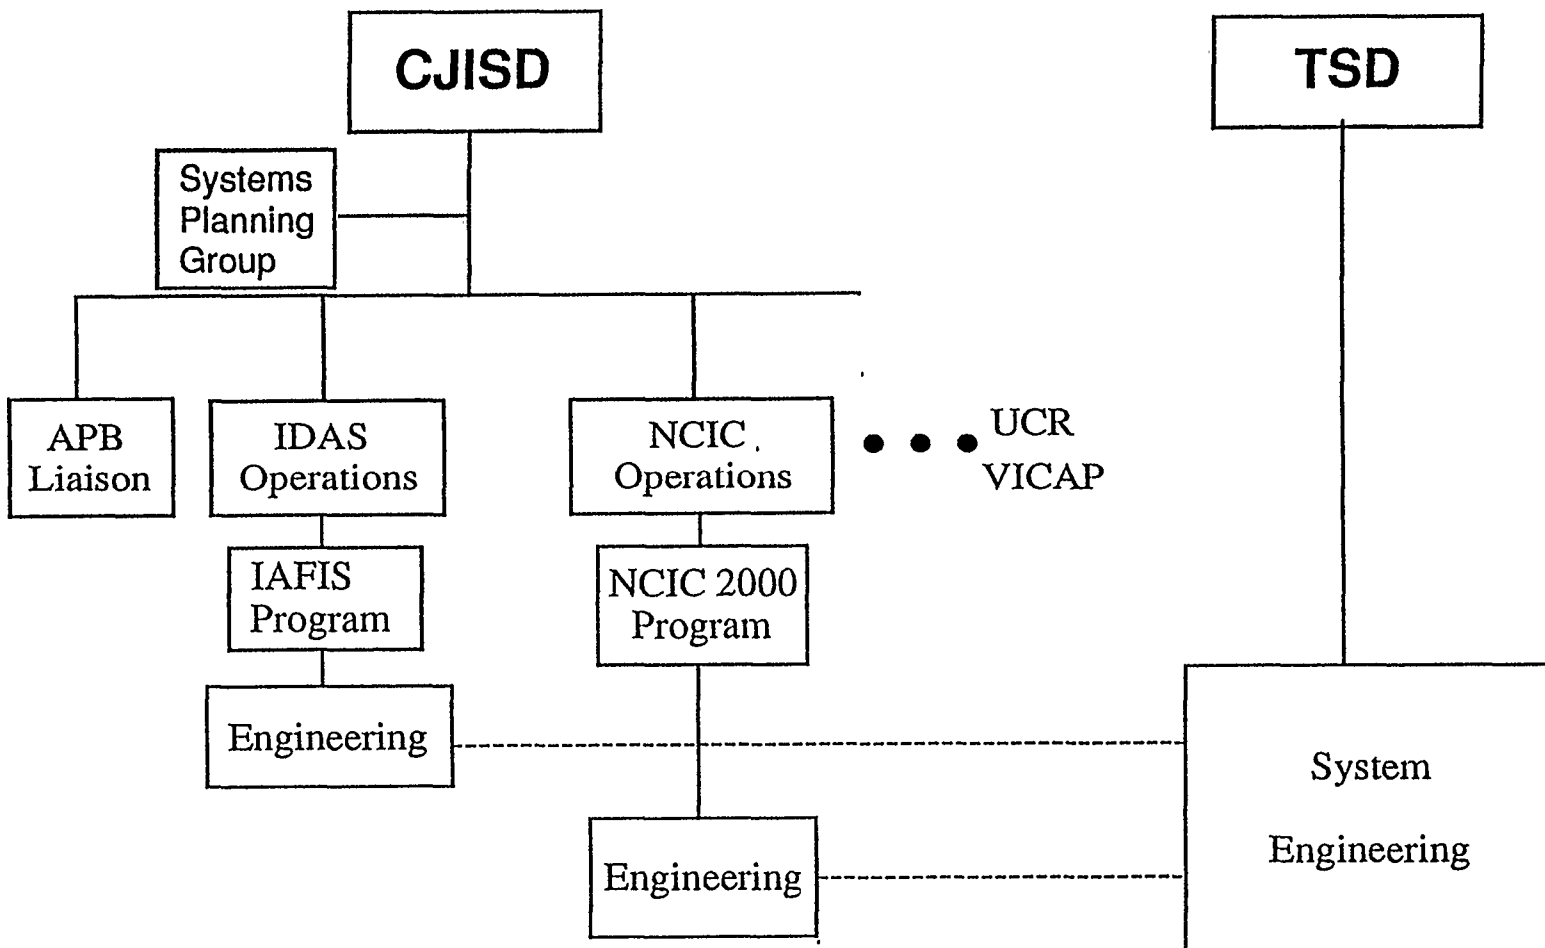 CJISD
TSD
Systems
Planning
Group
APB
Liaison
IDAS
Operations
NCIC
Operations
UCR
VICAP
IAFIS
Program
NCIC 2000
Program
Engineering
Engineering
System
Engineering